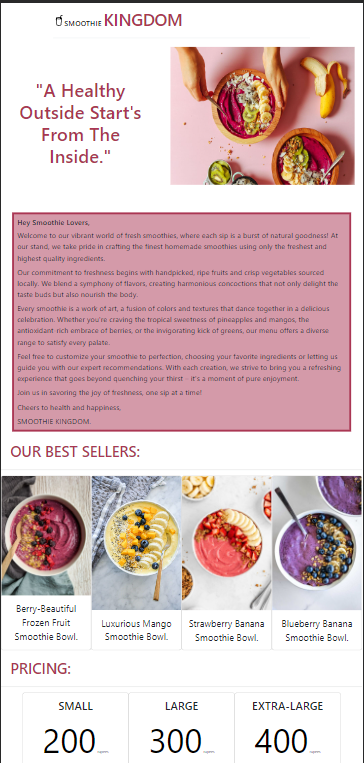 SMOOTHIE KINGDOM
"A Healthy
Outside Start's
From The
Inside."
Hey Smoothie Lovers,
Welcome to our vibrant world of fresh smoothies, where each sip is a burst of natural goodness! At
our stand, we take pride in crafting the finest homemade smoothies using only the freshest and
highest quality ingredients.
Our commitment to freshness begins with handpicked, ripe fruits and crisp vegetables sourced
locally. We blend a symphony of flavors, creating harmonious concoctions that not only delight the
taste buds but also nourish the body.
Every smoothie is a work of art, a fusion of colors and textures that dance together in a delicious
celebration. Whether you're craving the tropical sweetness of pineapples and mangos, the
antioxidant-rich embrace of berries, or the invigorating kick of greens, our menu offers a diverse
range to satisfy every palate.
Feel free to customize your smoothie to perfection, choosing your favorite ingredients or letting us
guide you with our expert recommendations. With each creation, we strive to bring you a refreshing
experience that goes beyond quenching your thirst - it's a moment of pure enjoyment.
Join us in savoring the joy of freshness, one sip at a time!
Cheers to health and happiness,
SMOOTHIE KINGDOM.
OUR BEST SELLERS:
Berry-Beautiful
Frozen Fruit
Smoothie Bowl.
Luxurious Mango
Smoothie Bowl.
Strawberry Banana
Smoothie Bowl.
Blueberry Banana
Smoothie Bowl.
PRICING:
SMALL
200
LARGE
300
EXTRA-LARGE
400